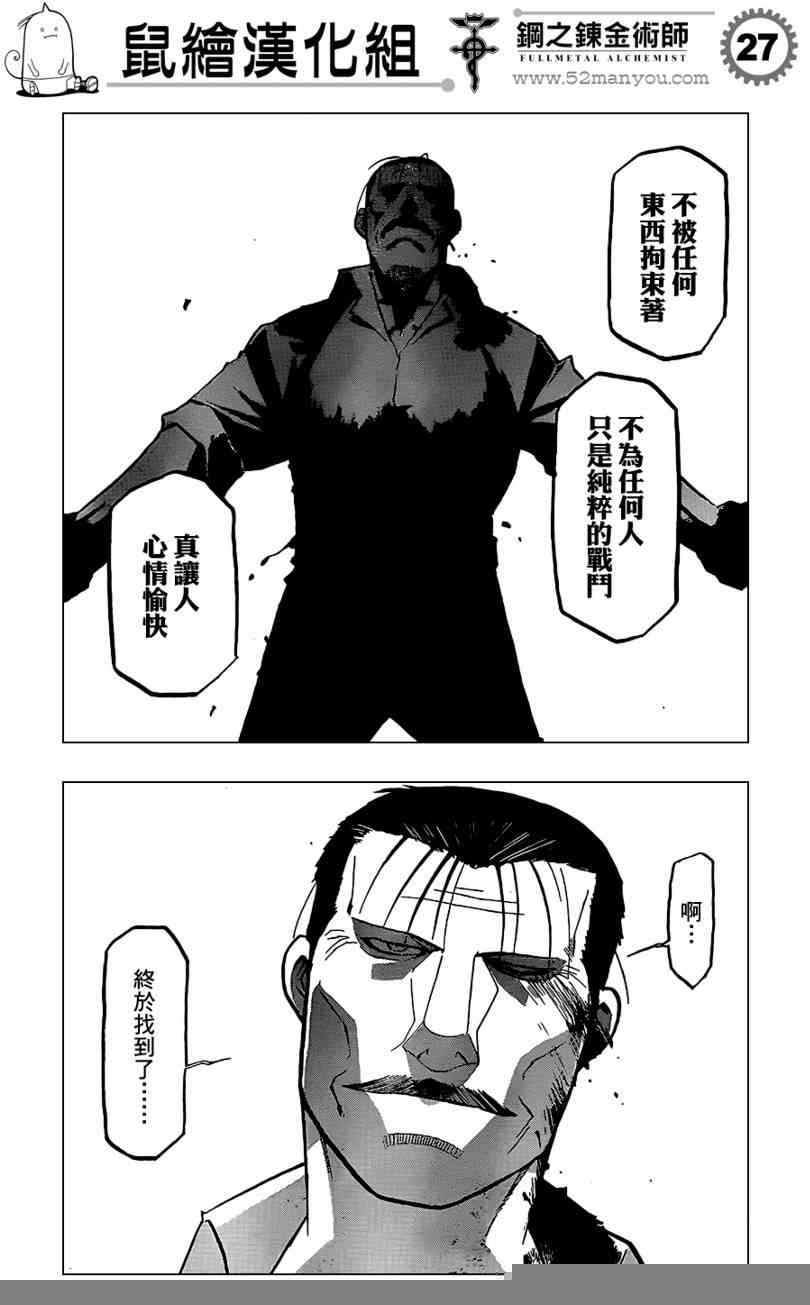 鼠繪漢化組
鋼之鍊金術師
FULLMETAL ALCHEMIST
www.52manyou.com
27
不被任何
東西拘束著
不為任何人
只是純粹的戰鬥
真讓人
心情愉快
啊…
終於找到了……